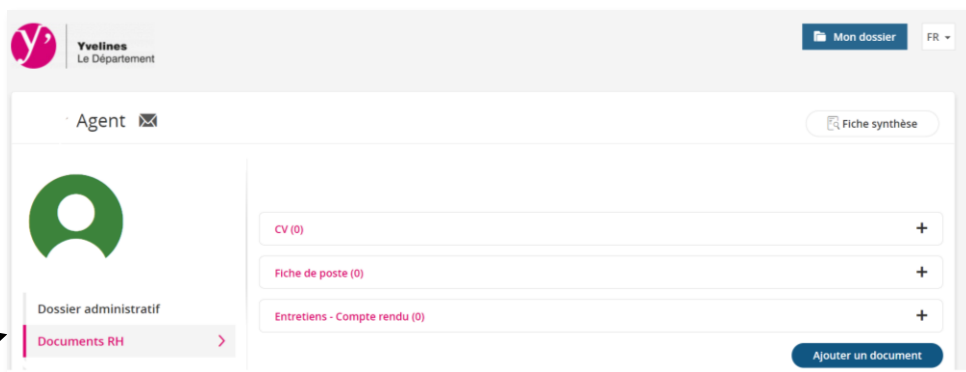 y'
Yvelines
Le Département
Mon dossier
FR
Agent
Fiche synthèse
CV (0)
Fiche de poste (0)
Dossier administratif
Entretiens - Compte rendu (0)
Documents RH
Ajouter un document